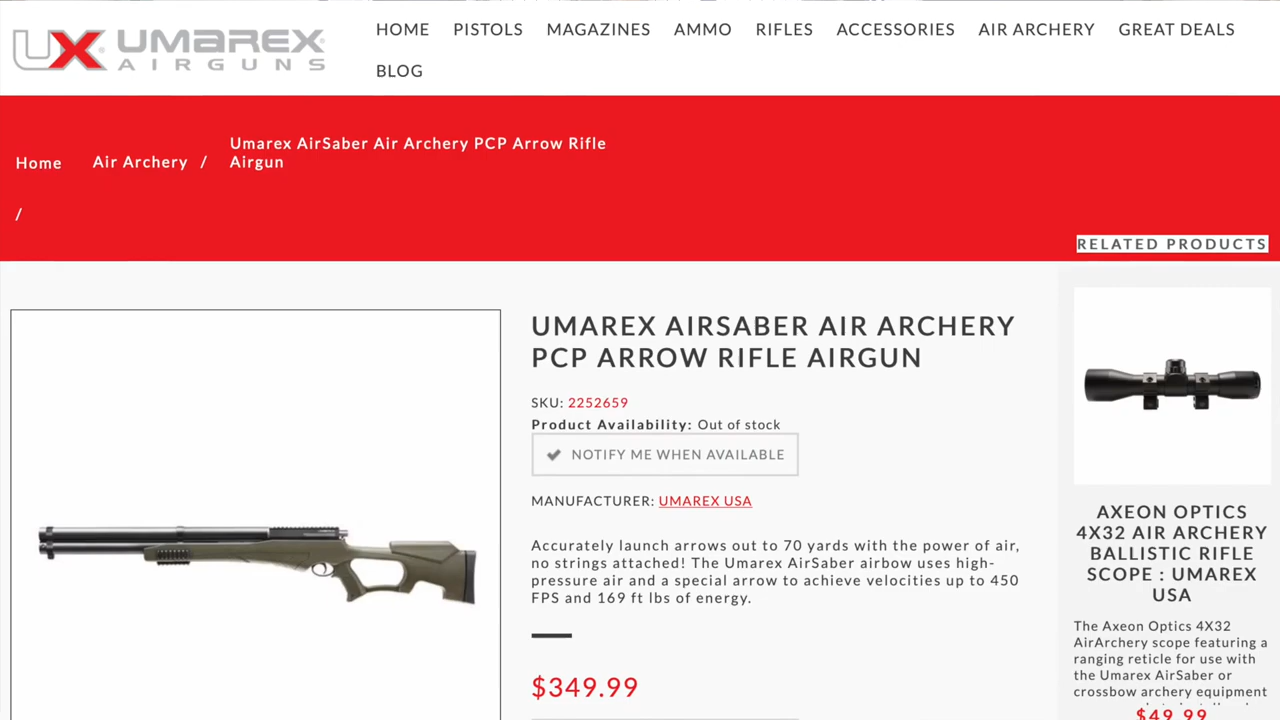 UX UMAREX
AIRGUNS
HOME PISTOLS MAGAZINES AMMO RIFLES ACCESSORIES AIR ARCHERY GREAT DEALS
BLOG
Home
Air Archery /
Umarex AirSaber Air Archery PCP Arrow Rifle
Airgun
/
RELATED PRODUCTS
UMAREX AIRSABER AIR ARCHERY
PCP ARROW RIFLE AIRGUN
SKU: 2252659
Product Availability: Out of stock
NOTIFY ME WHEN AVAILABLE
MANUFACTURER: UMAREX USA
Accurately launch arrows out to 70 yards with the power of air,
no strings attached! The Umarex AirSaber airbow uses high-
pressure air and a special arrow to achieve velocities up to 450
FPS and 169 ft lbs of energy.
$349.99
AXEON OPTICS
4X32 AIR ARCHERY
BALLISTIC RIFLE
SCOPE : UMAREX
USA
The Axeon Optics 4X32
AirArchery scope featuring a
ranging reticle for use with
the Umarex AirSaber or
crossbow archery equipment
$49.99